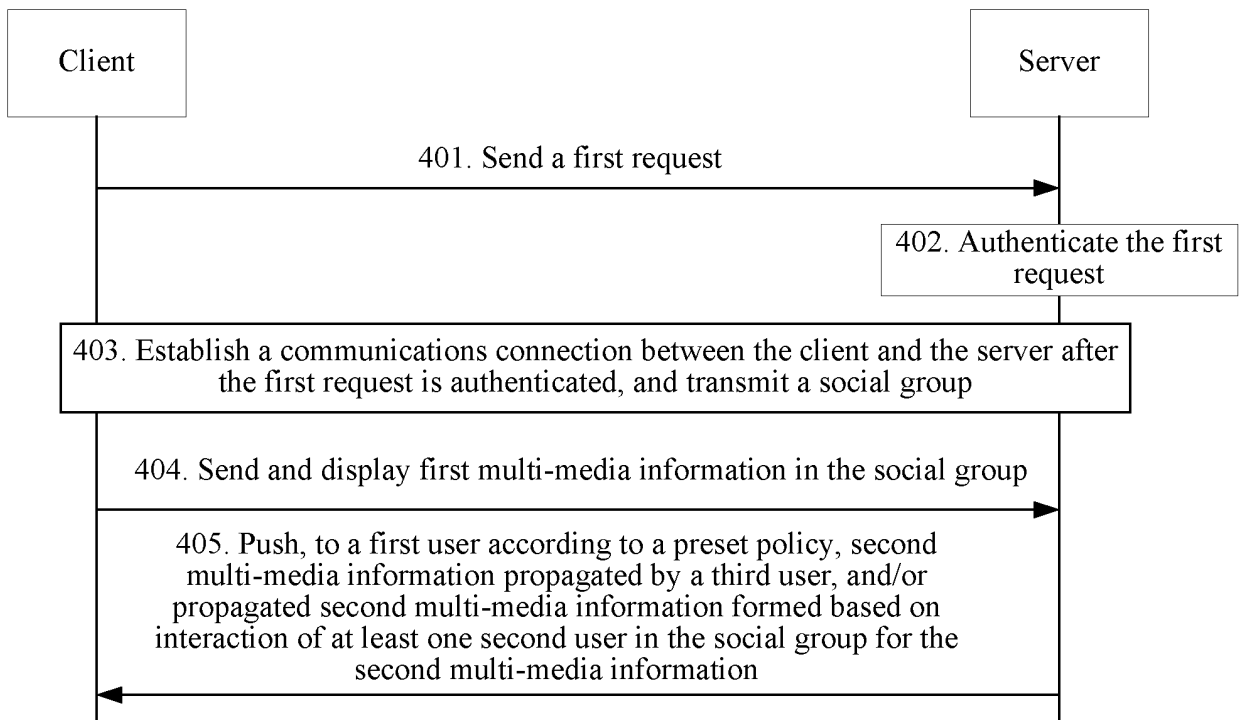 Client
Server
401. Send a first request
402. Authenticate the first
request
403. Establish a communications connection between the client and the server after
the first request is authenticated, and transmit a social group
404. Send and display first multi-media information in the social group
405. Push, to a first user according to a preset policy, second
multi-media information propagated by a third user, and/or
propagated second multi-media information formed based on
interaction of at least one second user in the social group for the
second multi-media information